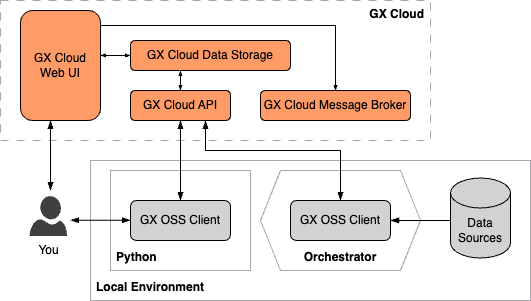 GX Cloud
GX Cloud
Web UI
GX Cloud Data Storage
GX Cloud API
GX Cloud Message Broker
You
GX OSS Client
Python
GX OSS Client
Orchestrator
Data
Sources
Local Environment